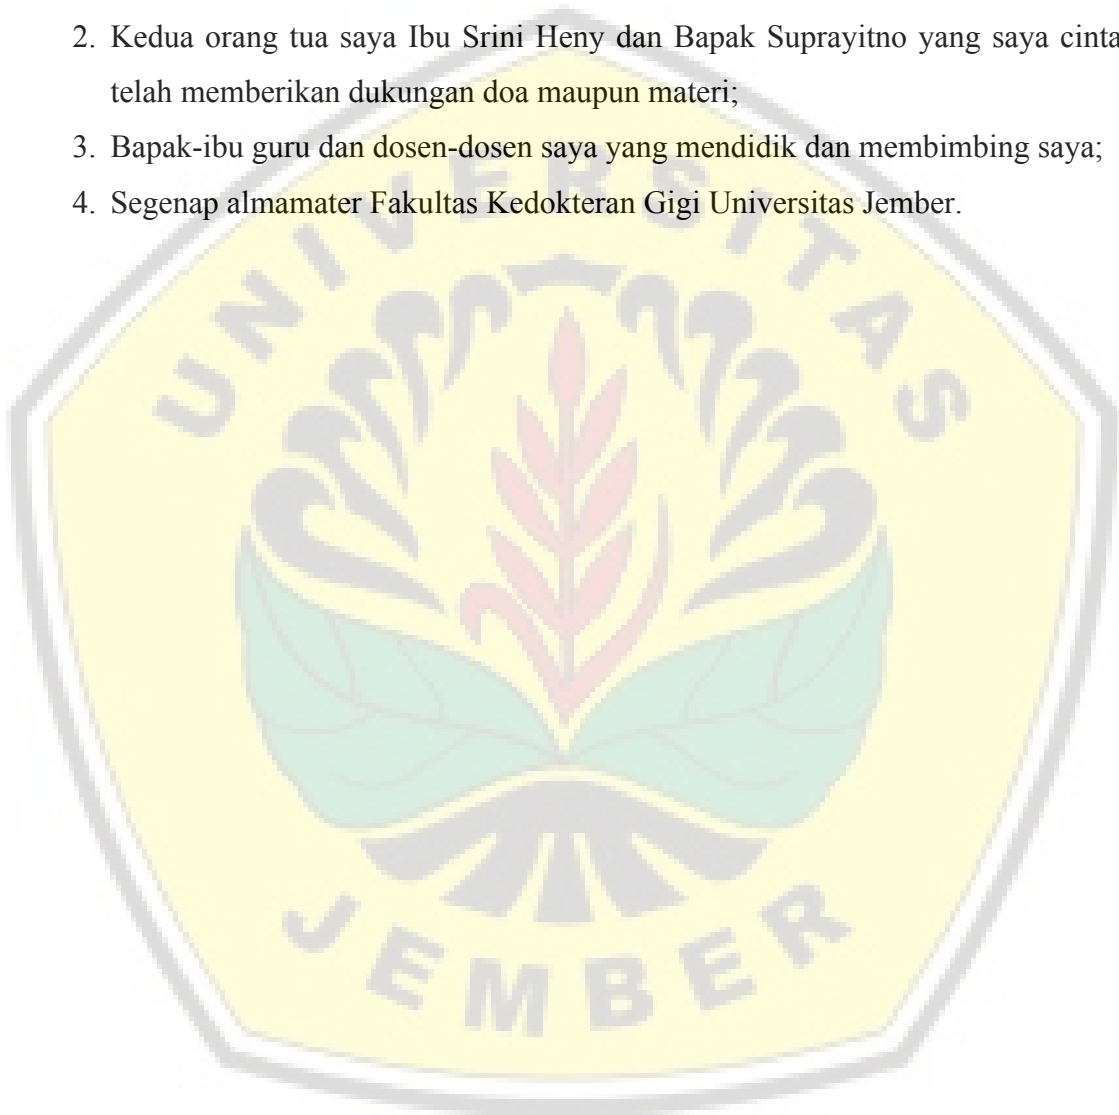 2. Kedua orang tua saya Ibu Srini Heny dan Bapak Suprayitno yang saya cinta
telah memberikan dukungan doa maupun materi;
3. Bapak-ibu guru dan dosen-dosen saya yang mendidik dan membimbing saya;
4. Segenap almamater Fakultas Kedokteran Gigi Universitas Jember.
UNIVERSITAS
JEMBER